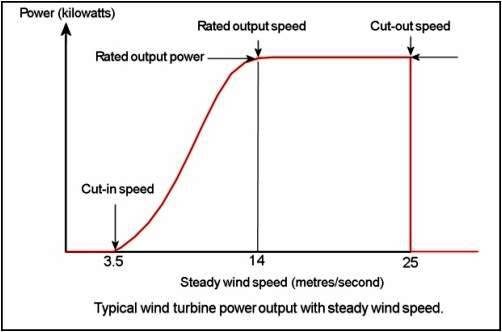 Power (kilowatts)
Rated output speed
Cut-out speed
Rated output power
Cut-in speed
3.5
14
25
Steady wind speed (metres/second)
Typical wind turbine power output with steady wind speed.